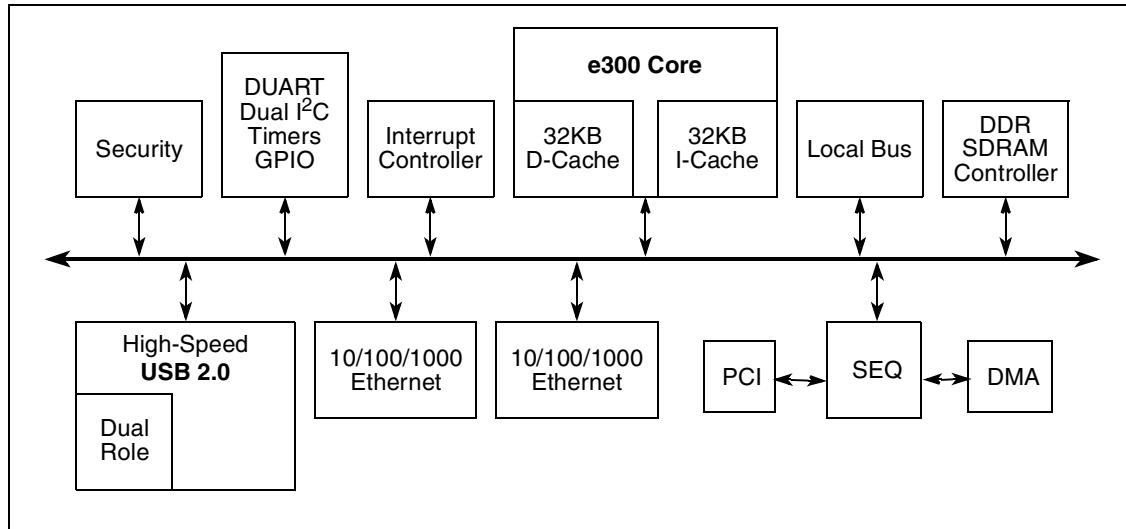 e300 Core
Security
DUART
Dual I²C
Timers
GPIO
Interrupt
Controller
32KB
D-Cache
32KB
I-Cache
Local Bus
DDR
SDRAM
Controller
High-Speed
USB 2.0
Dual
Role
10/100/1000
Ethernet
10/100/1000
Ethernet
PCI
SEQ
DMA